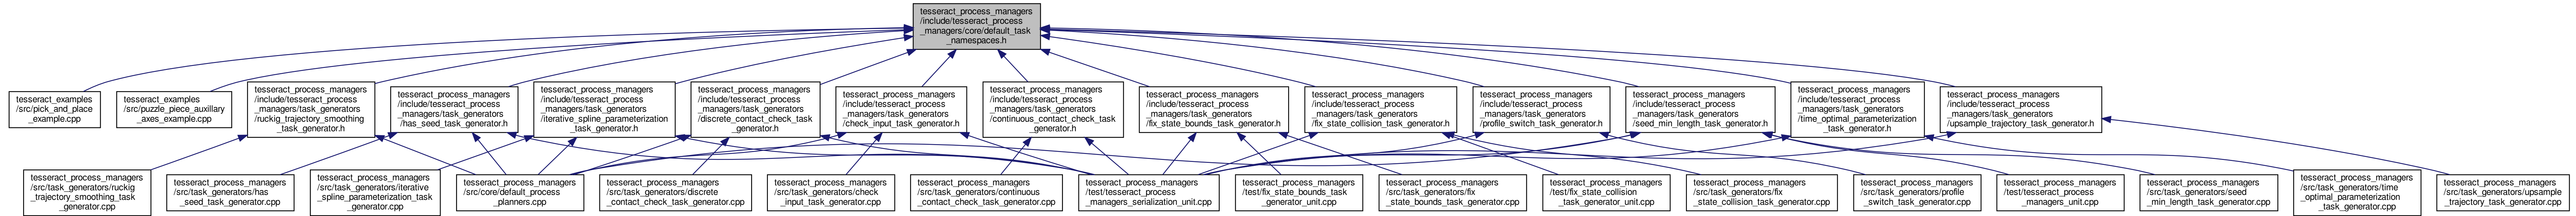 tesseract_process_managers
/include/tesseract_process
_managers/core/default_task
_namespaces.h
tesseract_examples
/src/pick_and_place
_example.cpp
tesseract_examples
/src/puzzle_piece_auxillary
_axes_example.cpp
tesseract_process_managers
/include/tesseract_process
_managers/task_generators
/ruckig_trajectory_smoothing
_task_generator.h
tesseract_process_managers
/include/tesseract_process
_managers/task_generators
/has_seed_task_generator.h
tesseract_process_managers
/include/tesseract_process
_managers/task_generators
/iterative_spline_parameterization
_task_generator.h
tesseract_process_managers
/include/tesseract_process
_managers/task_generators
/discrete_contact_check_task
_generator.h
tesseract_process_managers
/include/tesseract_process
_managers/task_generators
/check_input_task_generator.h
tesseract_process_managers
/include/tesseract_process
_managers/task_generators
/continuous_contact_check_task
_generator.h
tesseract_process_managers
/include/tesseract_process
_managers/task_generators
/fix_state_bounds_task_generator.h
tesseract_process_managers
/include/tesseract_process
_managers/task_generators
/fix_state_collision_task_generator.h
tesseract_process_managers
/include/tesseract_process
_managers/task_generators
/profile_switch_task_generator.h
tesseract_process_managers
/include/tesseract_process
_managers/task_generators
/seed_min_length_task_generator.h
tesseract_process_managers
/include/tesseract_process
_managers/task_generators
/time_optimal_parameterization
_task_generator.h
tesseract_process_managers
/include/tesseract_process
_managers/task_generators
/upsample_trajectory_task_generator.h
tesseract_process_managers
/src/task_generators/ruckig
_trajectory_smoothing_task
_generator.cpp
tesseract_process_managers
/src/task_generators/has
_seed_task_generator.cpp
tesseract_process_managers
/src/task_generators/iterative
_spline_parameterization_task
_generator.cpp
tesseract_process_managers
/src/core/default_process
_planners.cpp
tesseract_process_managers
/src/task_generators/discrete
_contact_check_task_generator.cpp
tesseract_process_managers
/src/task_generators/check
_input_task_generator.cpp
tesseract_process_managers
/src/task_generators/continuous
_contact_check_task_generator.cpp
tesseract_process_managers
/test/tesseract_process
_managers_serialization_unit.cpp
tesseract_process_managers
/test/fix_state_bounds_task
_generator_unit.cpp
tesseract_process_managers
/src/task_generators/fix
_state_bounds_task_generator.cpp
tesseract_process_managers
/test/fix_state_collision
_task_generator_unit.cpp
tesseract_process_managers
/src/task_generators/fix
_state_collision_task_generator.cpp
tesseract_process_managers
/src/task_generators/profile
_switch_task_generator.cpp
tesseract_process_managers
/test/tesseract_process
_managers_unit.cpp
tesseract_process_managers
/src/task_generators/seed
_min_length_task_generator.cpp
tesseract_process_managers
/src/task_generators/time
_optimal_parameterization
_task_generator.cpp
tesseract_process_managers
/src/task_generators/upsample
_trajectory_task_generator.cpp